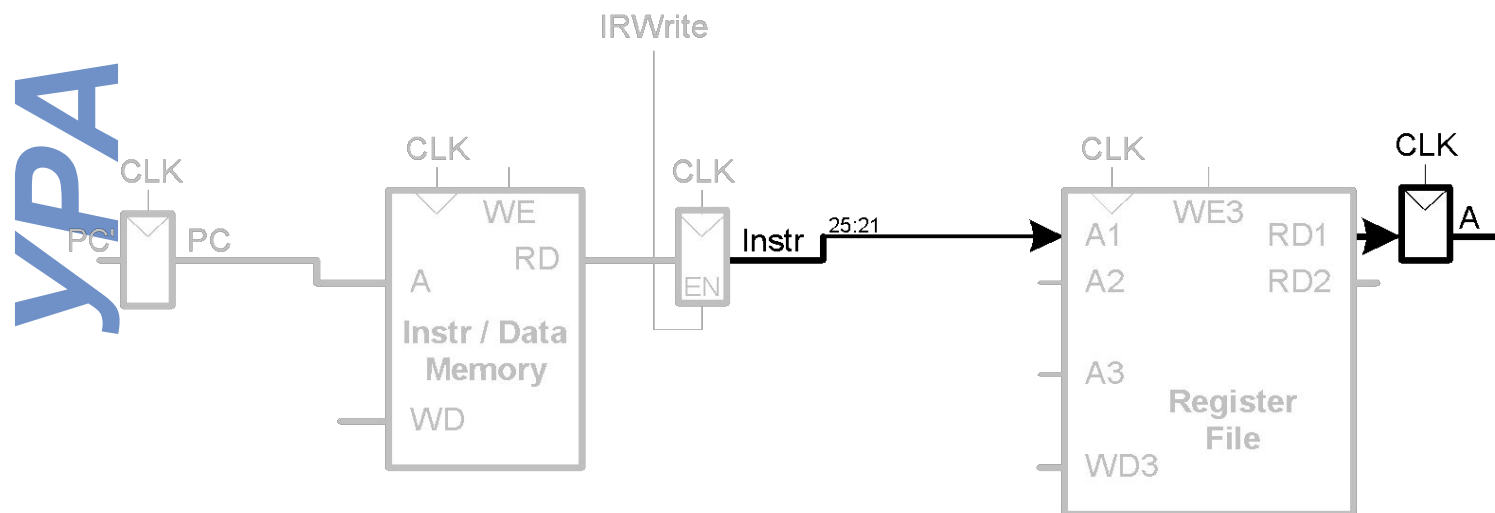 IRWrite
CLK
CLK
CLK
CLK
CLK
УРА
PC'
PC
WE
RD
A
EN
Instr / Data
Memory
WD
Instr
25:21
A1
WE3
RD1
A
A2
RD2
A3
Register
File
WD3